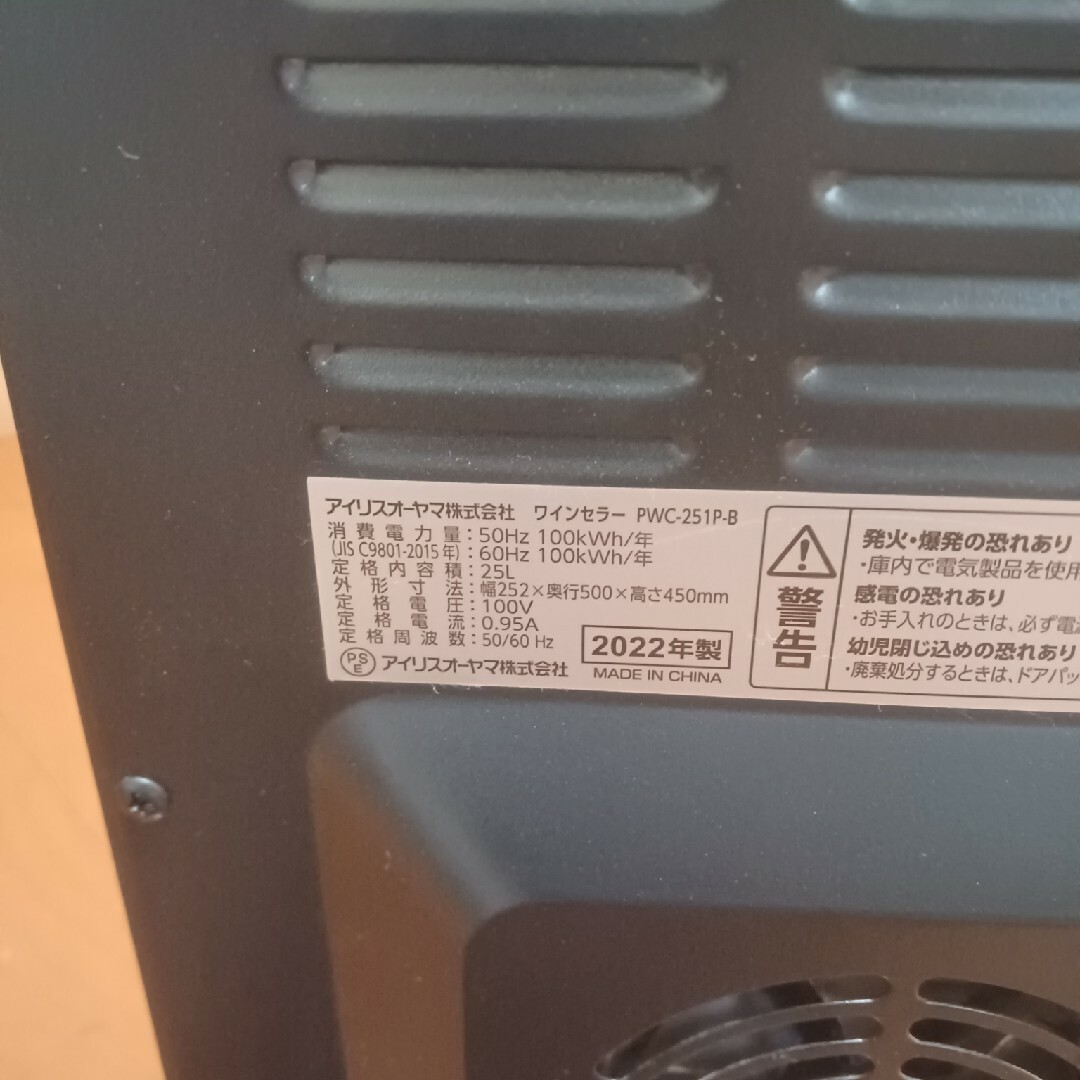 アイリスオーヤマ株式会社 ワインセラー PWC-251P-B
消費電力量:50Hz 100kWh/年
(JIS C9801-2015年):60Hz 100kWh/年
定格内容積:25L
外形寸法:幅252×奥行500×高さ450mm
定格電圧:100V
定格電流:0.95A
定格周波数:50/60 Hz
PSE アイリスオーヤマ株式会社
2022年製
MADE IN CHINA
警告
発火・爆発の恐れあり
・庫内で電気製品を使用
感電の恐れあり
・お手入れのときは、必ず電
幼児閉じ込めの恐れあり
・廃棄処分するときは、ドアパッ